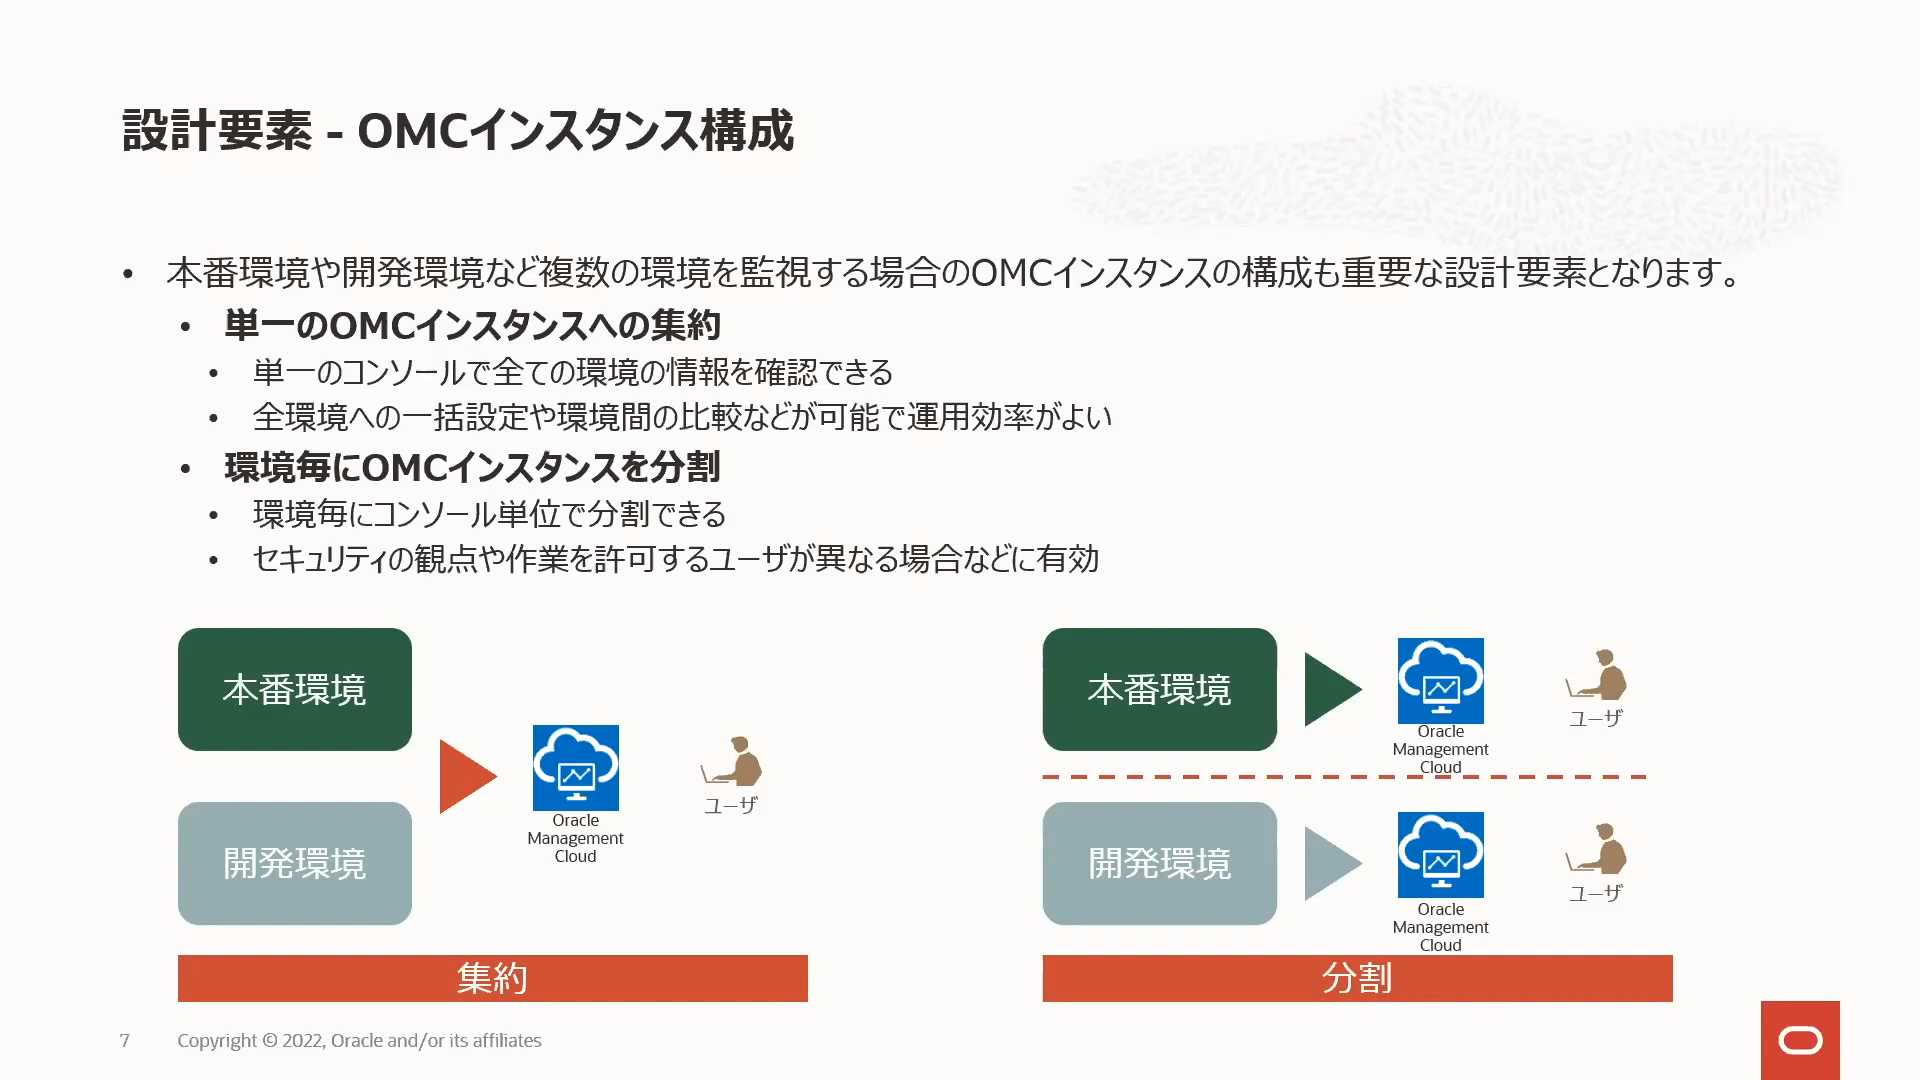 設計要素 - OMCインスタンス構成
• 本番環境や開発環境など複数の環境を監視する場合のOMCインスタンスの構成も重要な設計要素となります。
• 単一のOMCインスタンスへの集約
• 単一のコンソールで全ての環境の情報を確認できる
• 全環境への一括設定や環境間の比較などが可能で運用効率がよい
• 環境毎にOMCインスタンスを分割
• 環境毎にコンソール単位で分割できる
• セキュリティの観点や作業を許可するユーザが異なる場合などに有効
本番環境
開発環境
Oracle
Management
Cloud
ユーザ
集約
本番環境
Oracle
Management
Cloud
ユーザ
開発環境
Oracle
Management
Cloud
ユーザ
分割
7
Copyright © 2022, Oracle and/or its affiliates